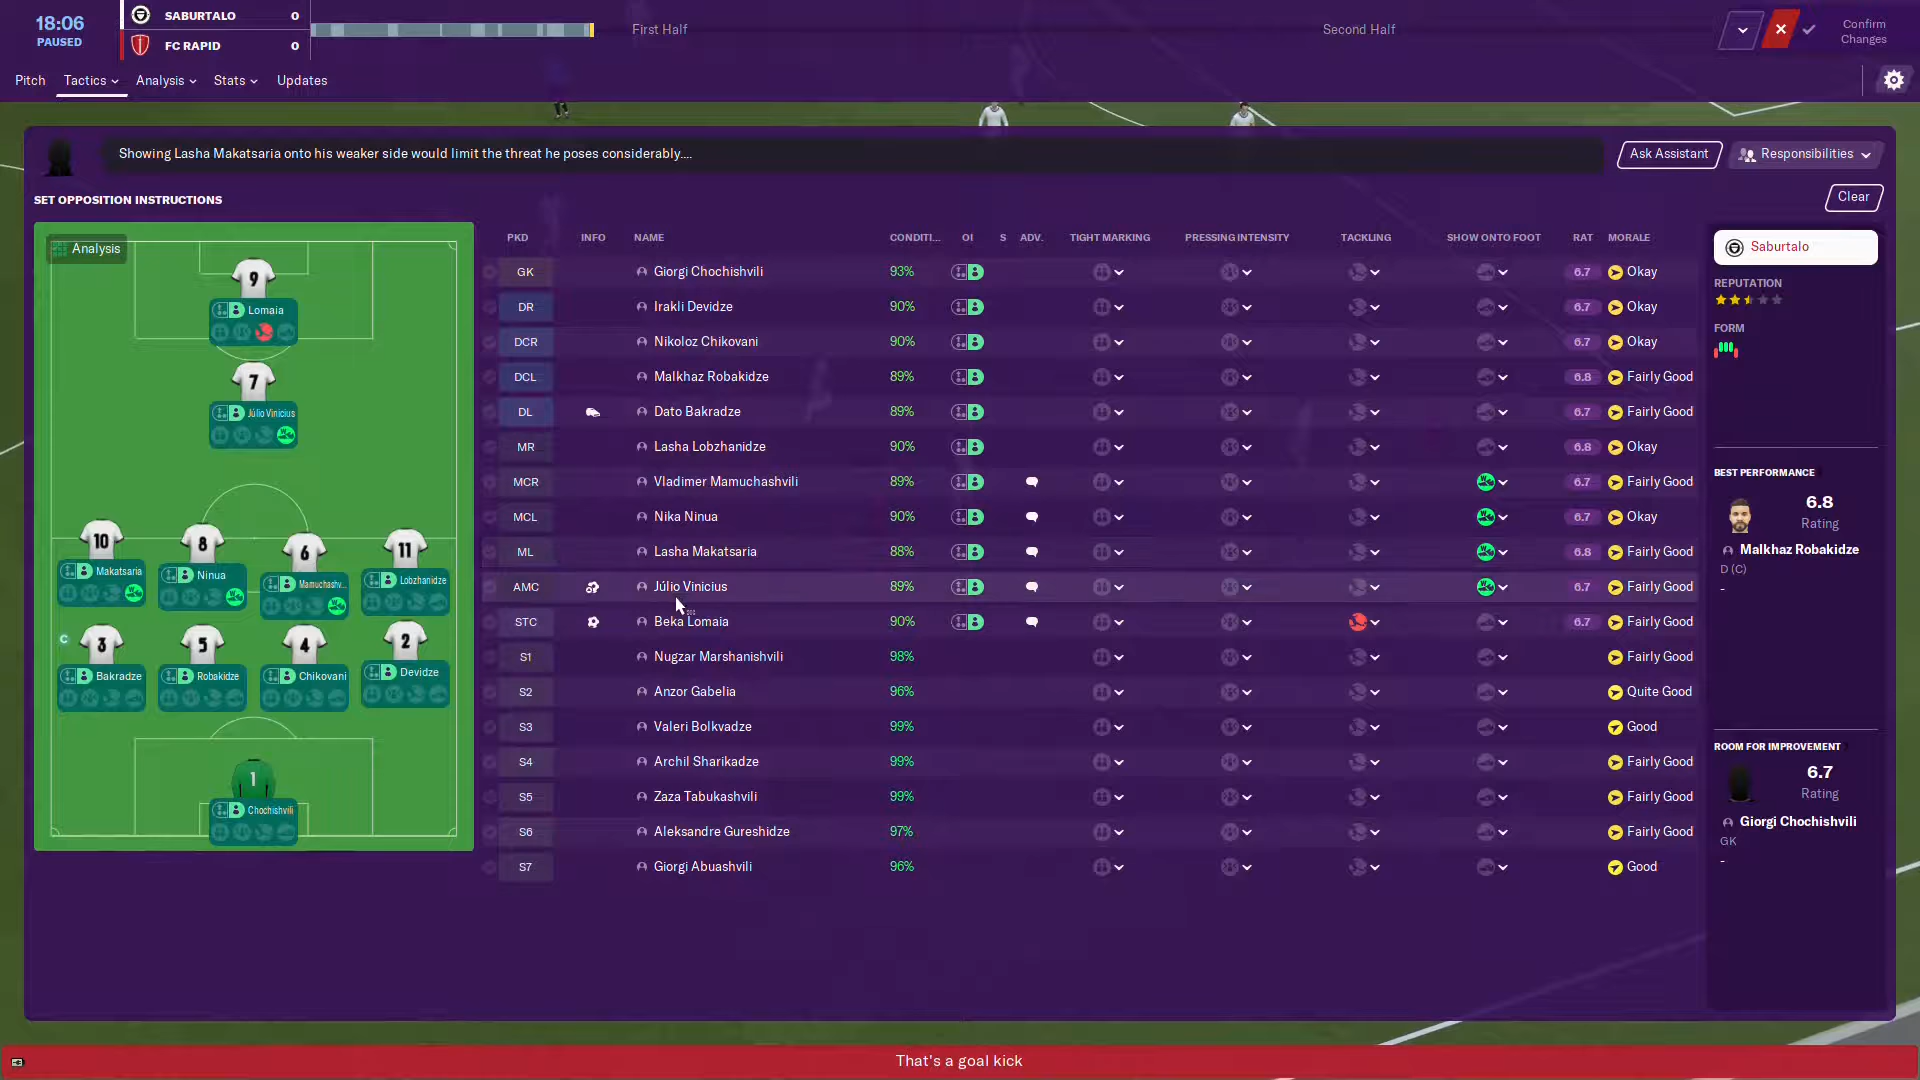 18:06
PAUSED
SABURTALO 0
FC RAPID 0
First Half
Second Half
Confirm
Changes
Pitch Tactics Analysis Stats Updates
Showing Lasha Makatsaria onto his weaker side would limit the threat he poses considerably....
Ask Assistant
Responsibilities
SET OPPOSITION INSTRUCTIONS
Clear
Analysis
9
Lomaia
7
Júlio Vinicius
10
Makatsaria
8
Ninua
6
Mamuchashv...
11
Lobzhanidze
C
3
Bakradze
5
Robakidze
4
Chikovani
2
Devidze
1
Chochishvili
PKD INFO NAME CONDITI... OI S ADV. TIGHT MARKING PRESSING INTENSITY TACKLING SHOW ONTO FOOT RAT MORALE
GK Giorgi Chochishvili 93% 6.7 Okay
DR Irakli Devidze 90% 6.7 Okay
DCR Nikoloz Chikovani 90% 6.7 Okay
DCL Malkhaz Robakidze 89% 6.8 Fairly Good
DL Dato Bakradze 89% 6.7 Fairly Good
MR Lasha Lobzhanidze 90% 6.8 Okay
MCR Vladimer Mamuchashvili 89% 6.7 Fairly Good
MCL Nika Ninua 90% 6.7 Okay
ML Lasha Makatsaria 88% 6.8 Fairly Good
AMC Júlio Vinicius 89% 6.7 Fairly Good
STC Beka Lomaia 90% 6.7 Fairly Good
S1 Nugzar Marshanishvili 98% Fairly Good
S2 Anzor Gabelia 96% Quite Good
S3 Valeri Bolkvadze 99% Good
S4 Archil Sharikadze 99% Fairly Good
S5 Zaza Tabukashvili 99% Fairly Good
S6 Aleksandre Gureshidze 97% Fairly Good
S7 Giorgi Abuashvili 96% Good
Saburtalo
REPUTATION
FORM
BEST PERFORMANCE
6.8
Rating
Malkhaz Robakidze
D (C)
-
ROOM FOR IMPROVEMENT
6.7
Rating
Giorgi Chochishvili
GK
-
That's a goal kick